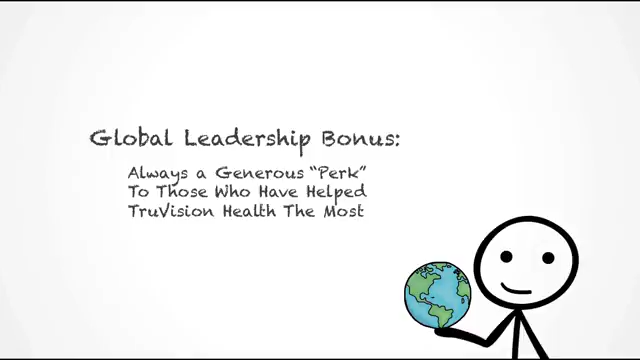 Global Leadership Bonus:
Always a Generous “Perk”
To Those Who Have Helped
TruVision Health The Most